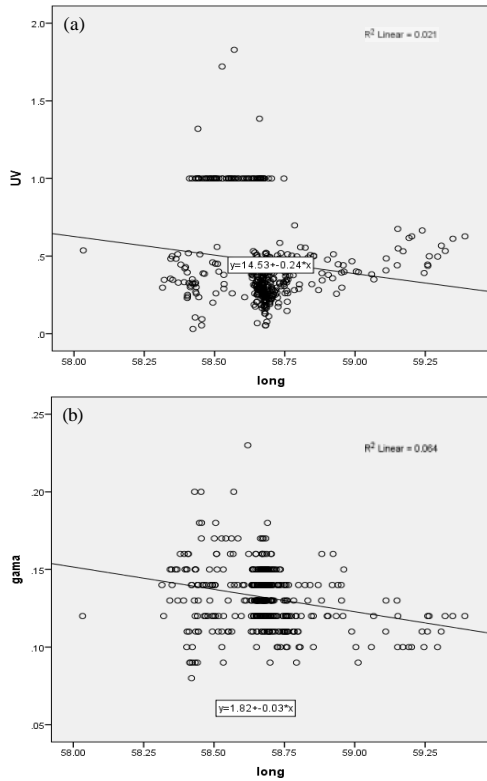 (a)
R² Linear = 0.021
2.0
1.5
1.0
.5
.0
UV
y=14.53+-0.24*x
58.00 58.25 58.50 58.75 59.00 59.25
long
(b)
R² Linear = 0.064
.25
.20
.15
.10
.05
gama
y=1.82+-0.03*x
58.00 58.25 58.50 58.75 59.00 59.25
long